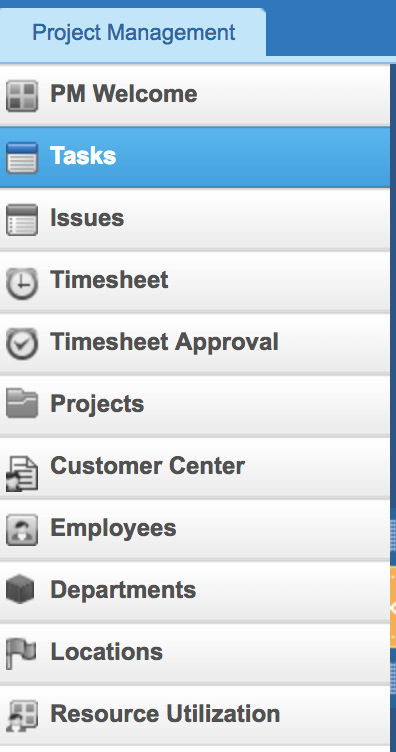 Project Management
PM Welcome
Tasks
Issues
Timesheet
Timesheet Approval
Projects
Customer Center
Employees
Departments
Locations
Resource Utilization